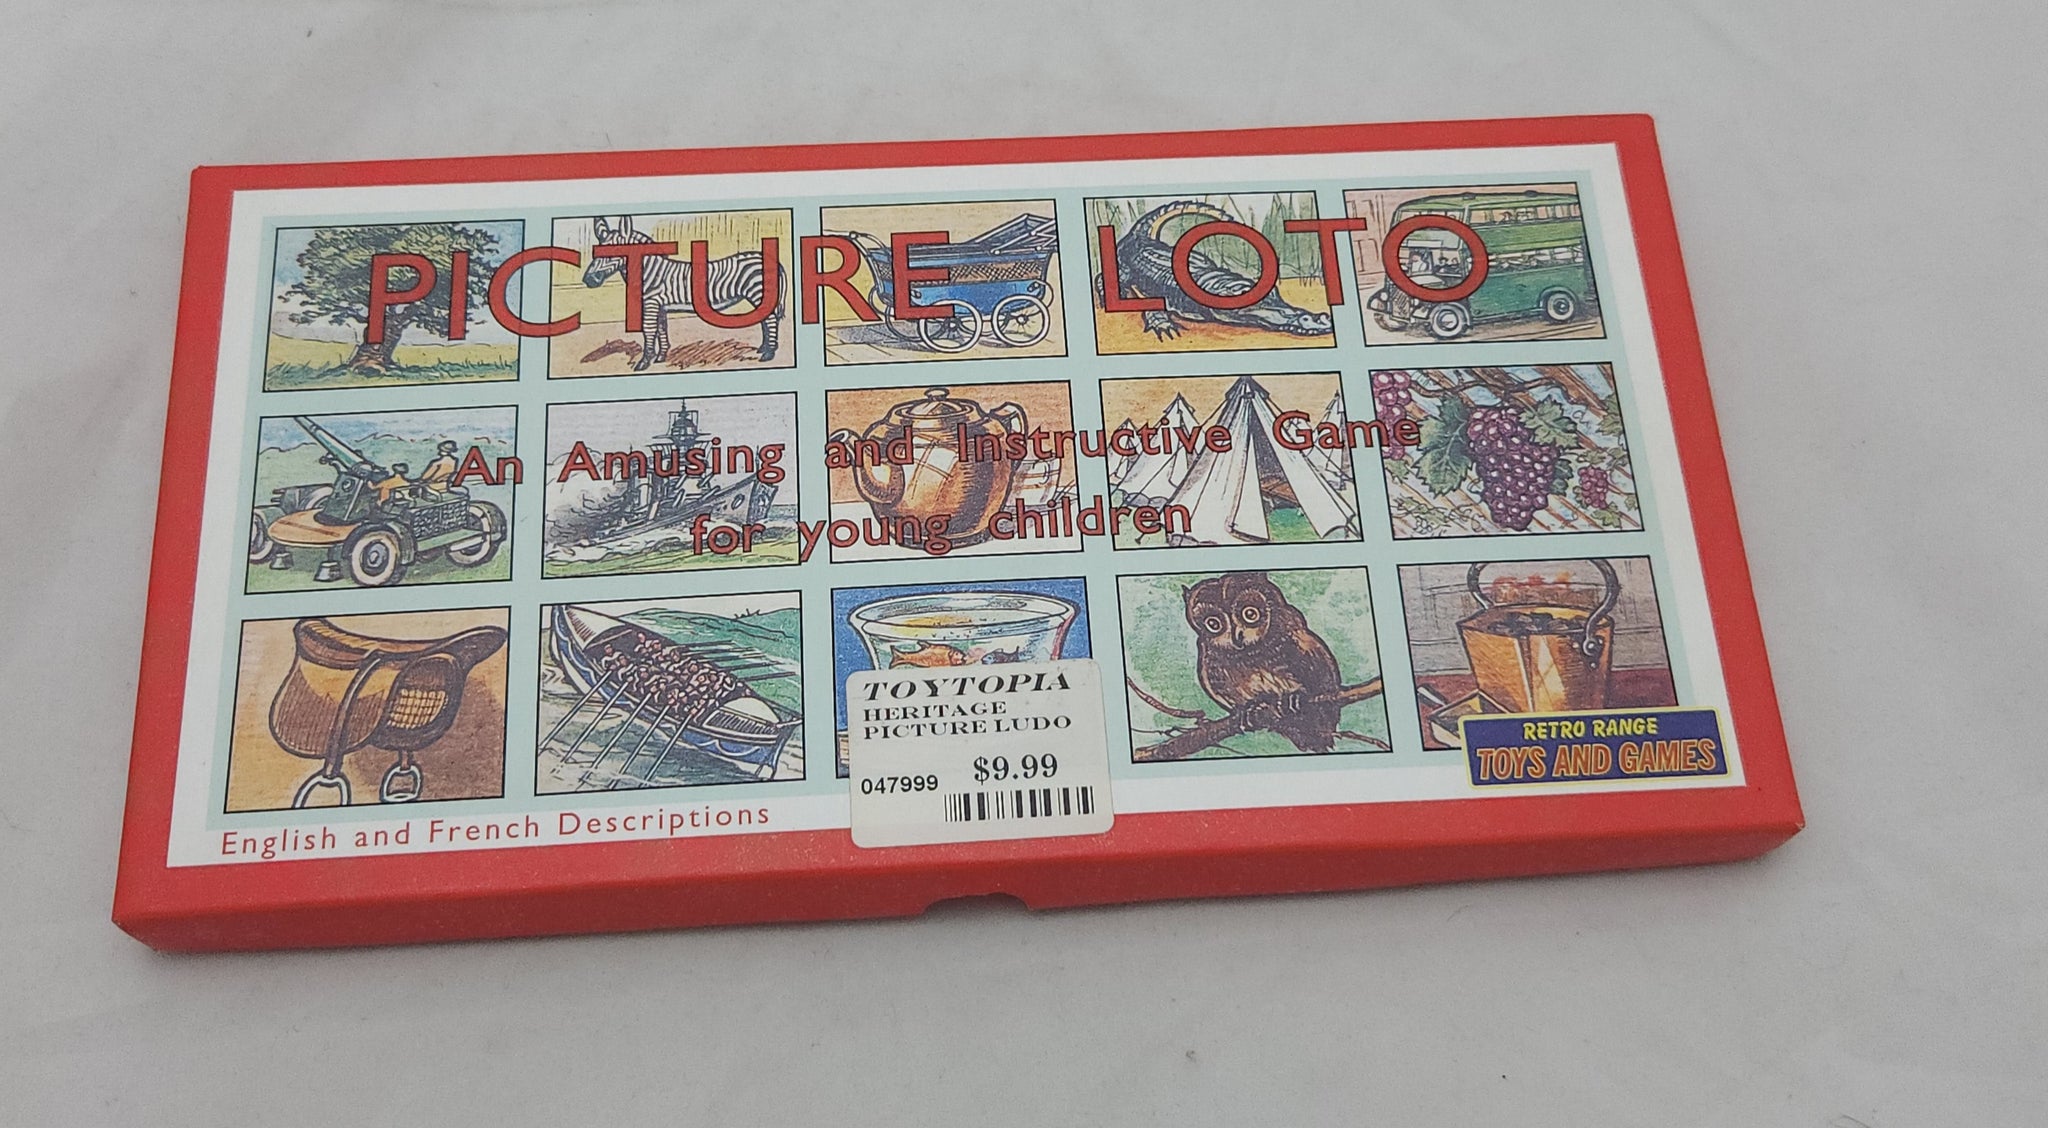 PICTURE LOTO
An Amusing and Instructive Game
for young children
TOYTOPIA
HERITAGE
PICTURE LUDO
$9.99
047999
RETRO RANGE
TOYS AND GAMES
English and French Descriptions